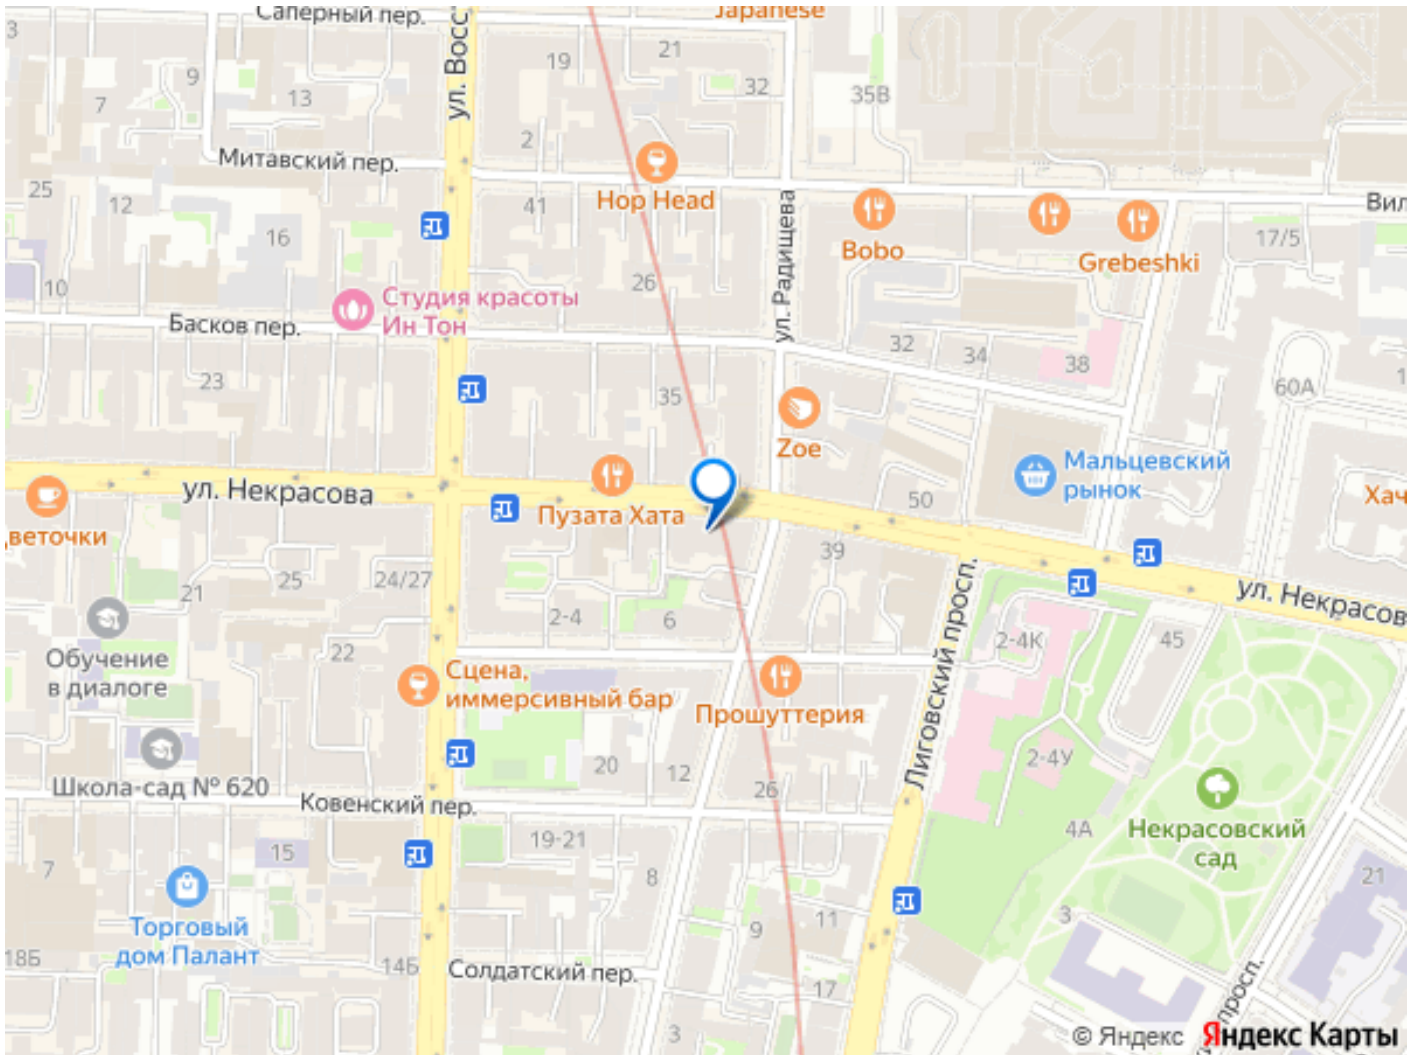 Саперный пер.
Japanese
3
ул. Восс
19
21
32
9
7
13
35В
2
Митавский пер.
Hop Head
ул. Радищева
Вил
25
12
41
Bobo
Grebeshki
17/5
16
26
10
Студия красоты
Ин Тон
Басков пер.
32
34
38
23
35
60А
1
Zoe
Мальцевский
рынок
ул. Некрасова
50
Хач
Пузата Хата
веточки
39
21
25
24/27
ул. Некрасов
2-4
6
2-4К
45
Обучение
в диалоге
22
Сцена,
иммерсивный бар
Прошуттерия
Лиговский просп.
20
12
26
2-4У
Школа-сад № 620
Ковенский пер.
4А
Некрасовский
сад
19-21
15
7
8
21
Торговый
дом Палант
9
11
3
18Б
14Б
Солдатский пер.
17
просп.
3
© Яндекс Яндекс Карты